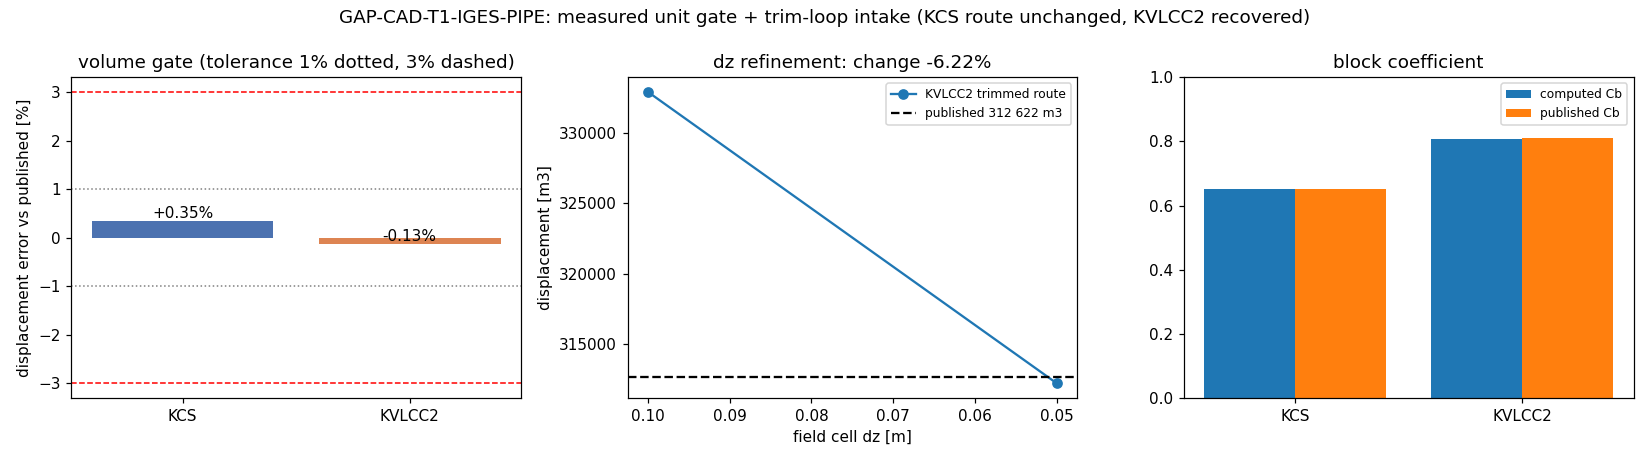 GAP-CAD-T1-IGES-PIPE: measured unit gate + trim-loop intake (KCS route unchanged, KVLCC2 recovered)
volume gate (tolerance 1% dotted, 3% dashed)
displacement error vs published [%]
3
2
1
0
−1
−2
−3
+0.35%
-0.13%
KCS
KVLCC2
dz refinement: change -6.22%
displacement [m3]
330000
325000
320000
315000
KVLCC2 trimmed route
published 312 622 m3
0.10
0.09
0.08
0.07
0.06
0.05
field cell dz [m]
block coefficient
1.0
0.8
0.6
0.4
0.2
0.0
computed Cb
published Cb
KCS
KVLCC2